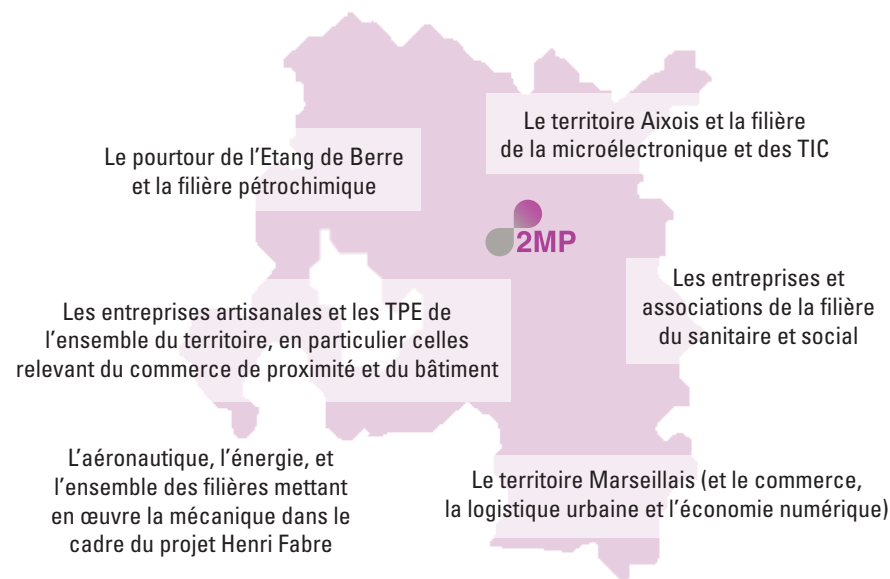 Le territoire Aixois et la filière
de la microélectronique et des TIC
Le pourtour de l’Etang de Berre
et la filière pétrochimique
2MP
Les entreprises et
associations de la filière
du sanitaire et social
Les entreprises artisanales et les TPE de
l’ensemble du territoire, en particulier celles
relevant du commerce de proximité et du bâtiment
L’aéronautique, l’énergie, et
l’ensemble des filières mettant
en œuvre la mécanique dans le
cadre du projet Henri Fabre
Le territoire Marseillais (et le commerce,
la logistique urbaine et l’économie numérique)